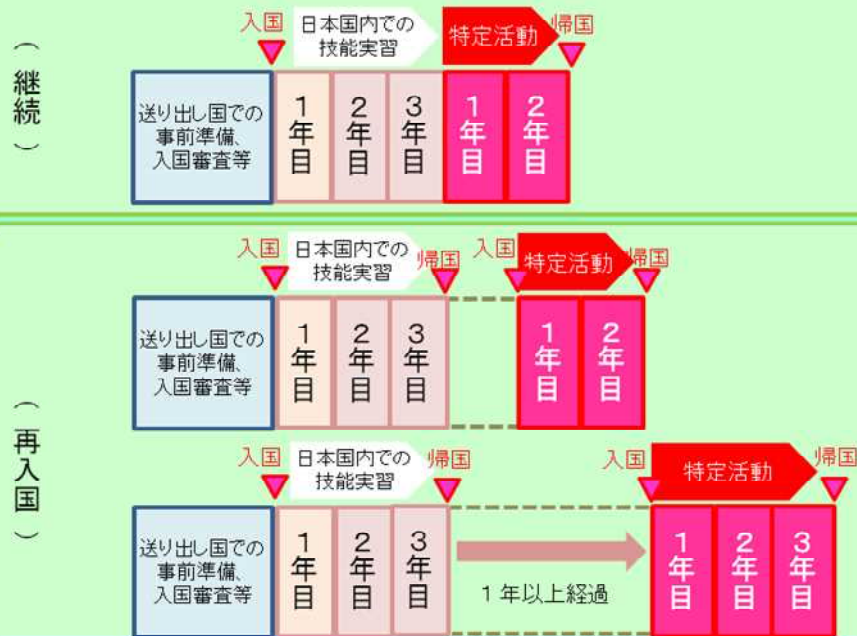 （継続）
入国
日本国内での
技能実習
特定活動
帰国
送り出し国での
事前準備、
入国審査等
1年目
2年目
3年目
1年目
2年目
（再入国）
入国
日本国内での
技能実習
帰国
入国
特定活動
帰国
送り出し国での
事前準備、
入国審査等
1年目
2年目
3年目
1年目
2年目
入国
日本国内での
技能実習
帰国
入国
特定活動
帰国
送り出し国での
事前準備、
入国審査等
1年目
2年目
3年目
1年以上経過
1年目
2年目
3年目